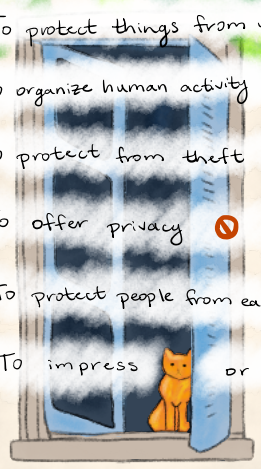 To protect things from
organize human activity
protect from theft
offer privacy
To protect people from
To impress or